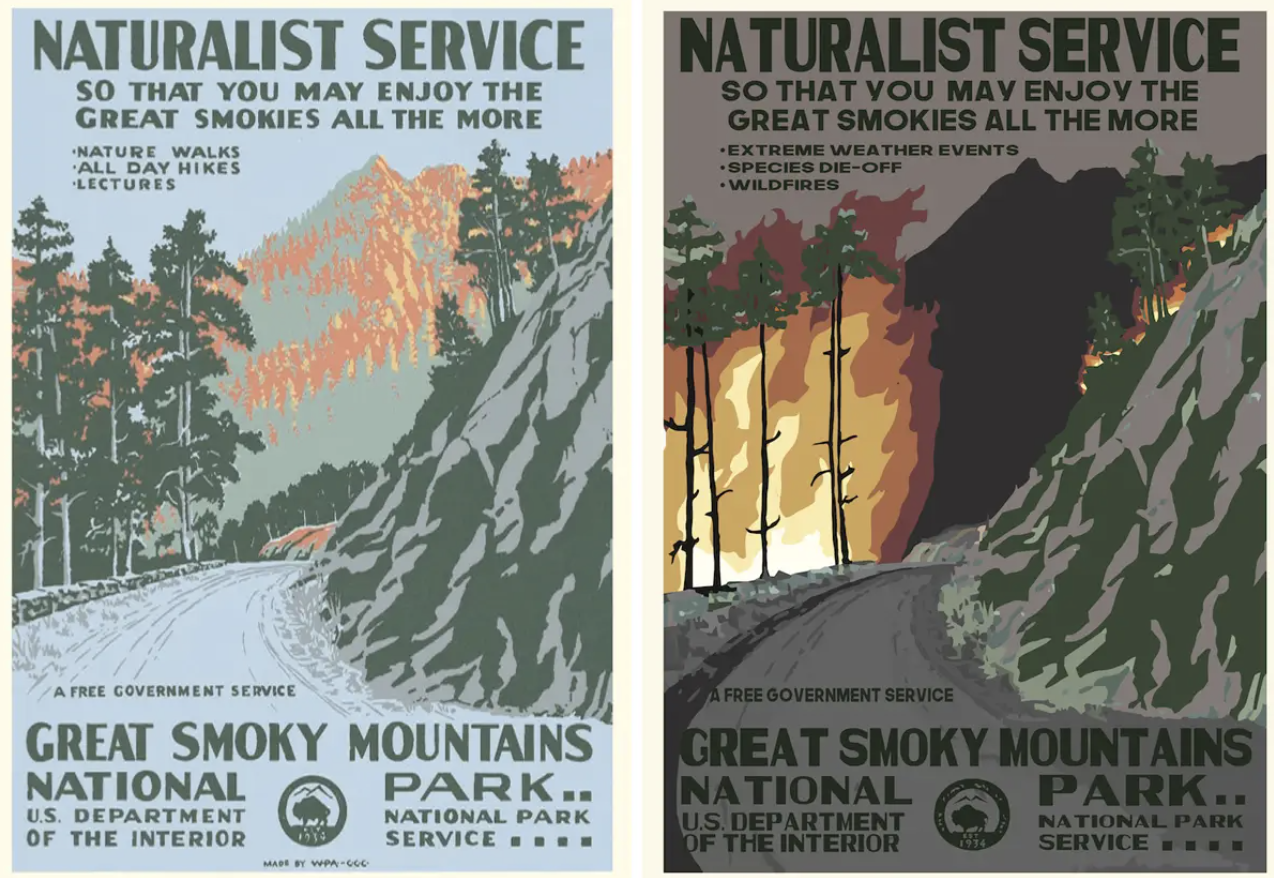 NATURALIST SERVICE
SO THAT YOU MAY ENJOY THE
GREAT SMOKIES ALL THE MORE
·NATURE WALKS
·ALL DAY HIKES
·LECTURES
A FREE GOVERNMENT SERVICE
GREAT SMOKY MOUNTAINS
NATIONAL PARK..
U.S. DEPARTMENT
OF THE INTERIOR
1934
NATIONAL PARK
SERVICE ....
MADE BY WPA-CCC·
NATURALIST SERVICE
SO THAT YOU MAY ENJOY THE
GREAT SMOKIES ALL THE MORE
·EXTREME WEATHER EVENTS
·SPECIES DIE-OFF
·WILDFIRES
A FREE GOVERNMENT SERVICE
GREAT SMOKY MOUNTAINS
NATIONAL PARK..
U.S. DEPARTMENT
OF THE INTERIOR
EST
1934
NATIONAL PARK
SERVICE ....